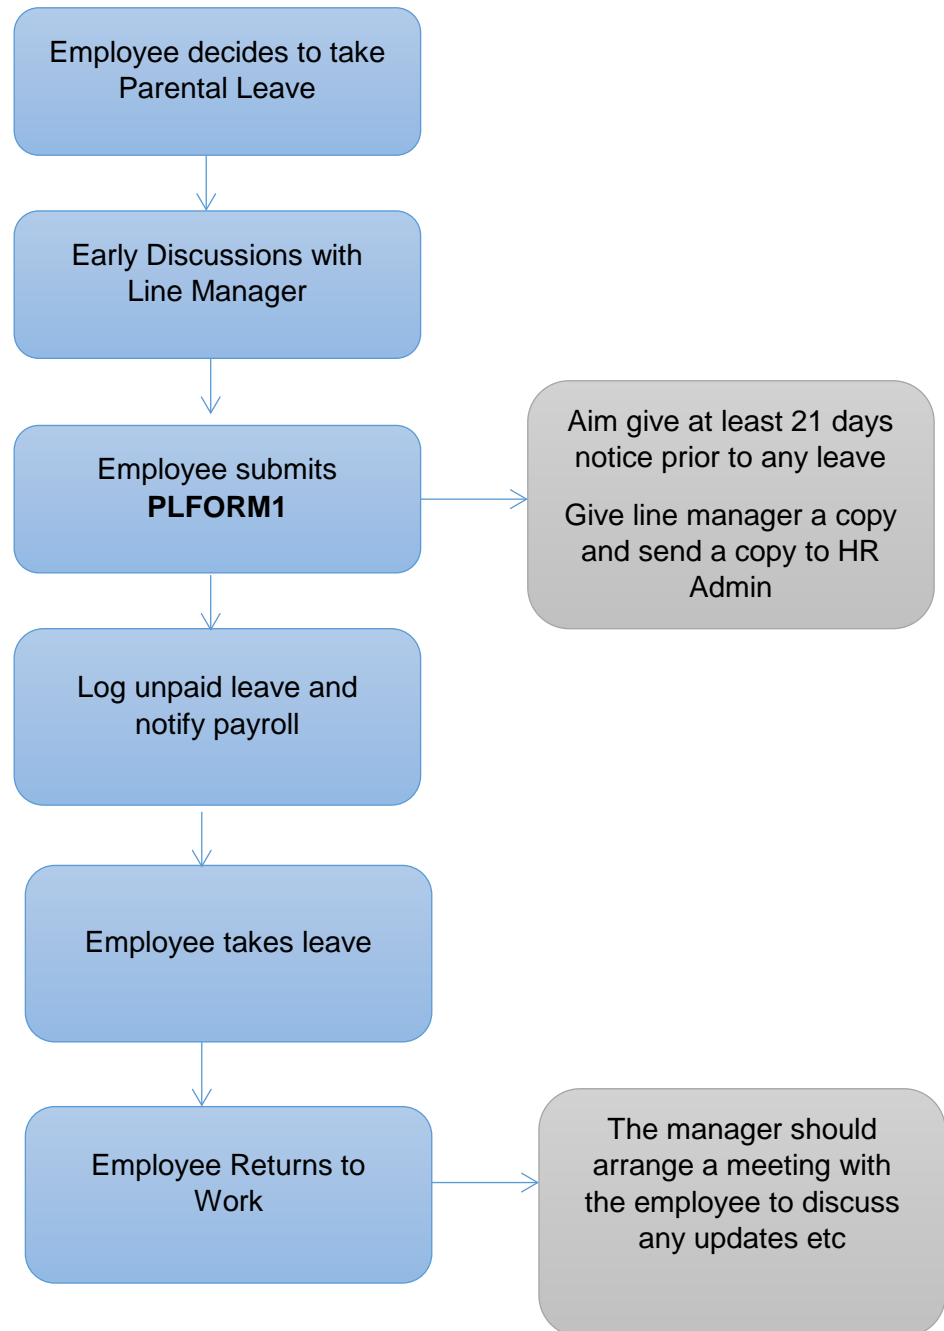 Employee decides to take
Parental Leave
Early Discussions with
Line Manager
Employee submits
PLFORM1
Aim give at least 21 days
notice prior to any leave
Give line manager a copy
and send a copy to HR
Admin
Log unpaid leave and
notify payroll
Employee takes leave
Employee Returns to
Work
The manager should
arrange a meeting with
the employee to discuss
any updates etc